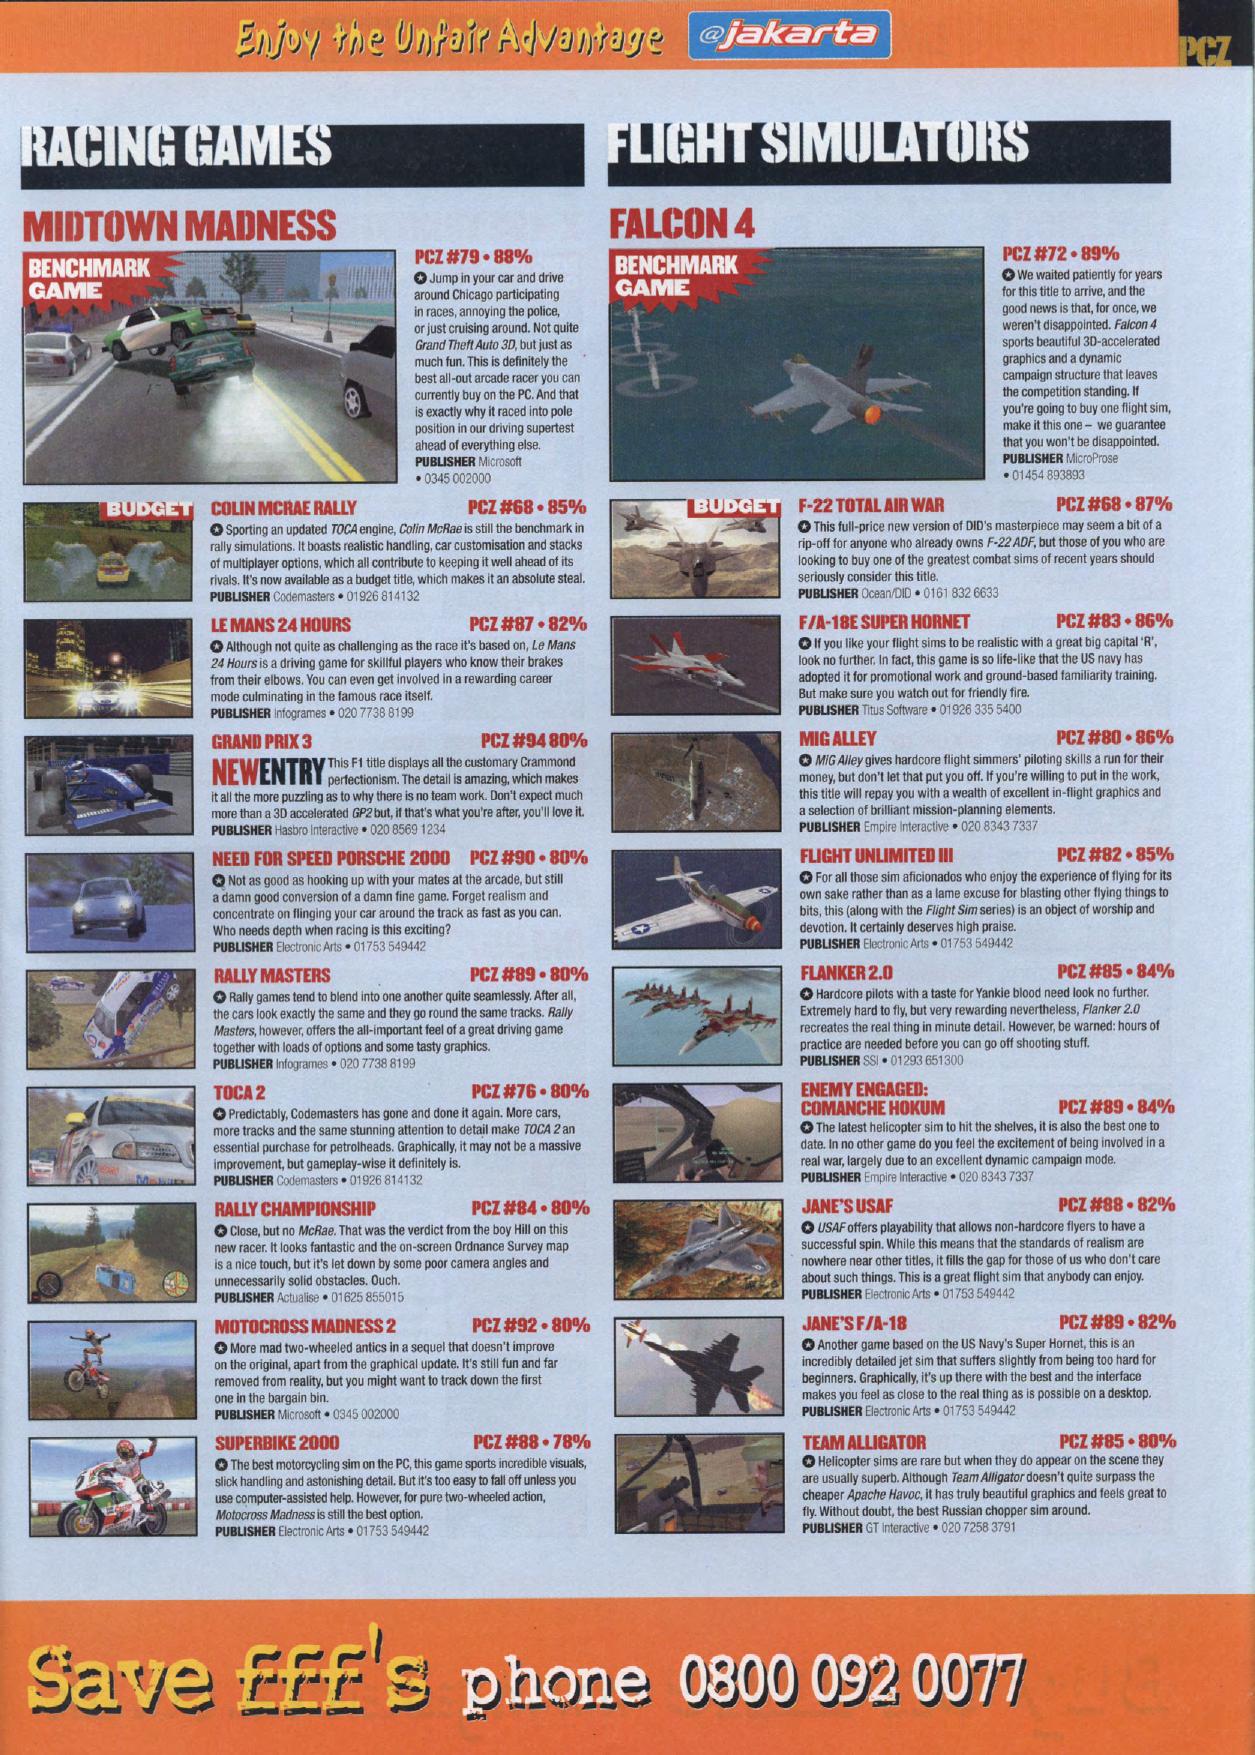 Enjoy the Unfair Advantage @jakarta
PCZ
RACING GAMES
MIDTOWN MADNESS
BENCHMARK
GAME
PCZ #79 • 88%
Jump in your car and drive
around Chicago participating
in races, annoying the police,
or just cruising around. Not quite
Grand Theft Auto 3D, but just as
much fun. This is definitely the
best all-out arcade racer you can
currently buy on the PC. And that
is exactly why it raced into pole
position in our driving supertest
ahead of everything else.
PUBLISHER Microsoft
• 0345 002000
BUDGET
COLIN MCRAE RALLY PCZ #68 • 85%
Sporting an updated TOCA engine, Colin McRae is still the benchmark in
rally simulations. It boasts realistic handling, car customisation and stacks
of multiplayer options, which all contribute to keeping it well ahead of its
rivals. It's now available as a budget title, which makes it an absolute steal.
PUBLISHER Codemasters • 01926 814132
LE MANS 24 HOURS PCZ #87 • 82%
Although not quite as challenging as the race it's based on, Le Mans
24 Hours is a driving game for skillful players who know their brakes
from their elbows. You can even get involved in a rewarding career
mode culminating in the famous race itself.
PUBLISHER Infogrames • 020 7738 8199
GRAND PRIX 3 PCZ #94 80%
NEW ENTRY This F1 title displays all the customary Crammond
perfectionism. The detail is amazing, which makes
it all the more puzzling as to why there is no team work. Don't expect much
more than a 3D accelerated GP2 but, if that's what you're after, you'll love it.
PUBLISHER Hasbro Interactive • 020 8569 1234
NEED FOR SPEED PORSCHE 2000 PCZ #90 • 80%
Not as good as hooking up with your mates at the arcade, but still
a damn good conversion of a damn fine game. Forget realism and
concentrate on flinging your car around the track as fast as you can.
Who needs depth when racing is this exciting?
PUBLISHER Electronic Arts • 01753 549442
RALLY MASTERS PCZ #89 • 80%
Rally games tend to blend into one another quite seamlessly. After all,
the cars look exactly the same and they go round the same tracks. Rally
Masters, however, offers the all-important feel of a great driving game
together with loads of options and some tasty graphics.
PUBLISHER Infogrames • 020 7738 8199
TOCA 2 PCZ #76 • 80%
Predictably, Codemasters has gone and done it again. More cars,
more tracks and the same stunning attention to detail make TOCA 2 an
essential purchase for petrolheads. Graphically, it may not be a massive
improvement, but gameplay-wise it definitely is.
PUBLISHER Codemasters • 01926 814132
RALLY CHAMPIONSHIP PCZ #84 • 80%
Close, but no McRae. That was the verdict from the boy Hill on this
new racer. It looks fantastic and the on-screen Ordnance Survey map
is a nice touch, but it's let down by some poor camera angles and
unnecessarily solid obstacles. Ouch.
PUBLISHER Actualise • 01625 855015
MOTOCROSS MADNESS 2 PCZ #92 • 80%
More mad two-wheeled antics in a sequel that doesn't improve
on the original, apart from the graphical update. It's still fun and far
removed from reality, but you might want to track down the first
one in the bargain bin.
PUBLISHER Microsoft • 0345 002000
SUPERBIKE 2000 PCZ #88 • 78%
The best motorcycling sim on the PC, this game sports incredible visuals,
slick handling and astonishing detail. But it's too easy to fall off unless you
use computer-assisted help. However, for pure two-wheeled action,
Motocross Madness is still the best option.
PUBLISHER Electronic Arts • 01753 549442
FLIGHT SIMULATORS
FALCON 4
BENCHMARK
GAME
PCZ #72 • 89%
We waited patiently for years
for this title to arrive, and the
good news is that, for once, we
weren't disappointed. Falcon 4
sports beautiful 3D-accelerated
graphics and a dynamic
campaign structure that leaves
the competition standing. If
you're going to buy one flight sim,
make it this one – we guarantee
that you won't be disappointed.
PUBLISHER MicroProse
• 01454 893893
BUDGET
F-22 TOTAL AIR WAR PCZ #68 • 87%
This full-price new version of DID's masterpiece may seem a bit of a
rip-off for anyone who already owns F-22 ADF, but those of you who are
looking to buy one of the greatest combat sims of recent years should
seriously consider this title.
PUBLISHER Ocean/DID • 0161 832 6633
F/A-18E SUPER HORNET PCZ #83 • 86%
If you like your flight sims to be realistic with a great big capital 'R',
look no further. In fact, this game is so life-like that the US navy has
adopted it for promotional work and ground-based familiarity training.
But make sure you watch out for friendly fire.
PUBLISHER Titus Software • 01926 335 5400
MIG ALLEY PCZ #80 • 86%
MIG Alley gives hardcore flight simmers' piloting skills a run for their
money, but don't let that put you off. If you're willing to put in the work,
this title will repay you with a wealth of excellent in-flight graphics and
a selection of brilliant mission-planning elements.
PUBLISHER Empire Interactive • 020 8343 7337
FLIGHT UNLIMITED III PCZ #82 • 85%
For all those sim aficionados who enjoy the experience of flying for its
own sake rather than as a lame excuse for blasting other flying things to
bits, this (along with the Flight Sim series) is an object of worship and
devotion. It certainly deserves high praise.
PUBLISHER Electronic Arts • 01753 549442
FLANKER 2.0 PCZ #85 • 84%
Hardcore pilots with a taste for Yankie blood need look no further.
Extremely hard to fly, but very rewarding nevertheless, Flanker 2.0
recreates the real thing in minute detail. However, be warned: hours of
practice are needed before you can go off shooting stuff.
PUBLISHER SSI • 01293 651300
ENEMY ENGAGED:
COMANCHE HOKUM PCZ #89 • 84%
The latest helicopter sim to hit the shelves, it is also the best one to
date. In no other game do you feel the excitement of being involved in a
real war, largely due to an excellent dynamic campaign mode.
PUBLISHER Empire Interactive • 020 8343 7337
JANE'S USAF PCZ #88 • 82%
USAF offers playability that allows non-hardcore flyers to have a
successful spin. While this means that the standards of realism are
nowhere near other titles, it fills the gap for those of us who don't care
about such things. This is a great flight sim that anybody can enjoy.
PUBLISHER Electronic Arts • 01753 549442
JANE'S F/A-18 PCZ #89 • 82%
Another game based on the US Navy's Super Hornet, this is an
incredibly detailed jet sim that suffers slightly from being too hard for
beginners. Graphically, it's up there with the best and the interface
makes you feel as close to the real thing as is possible on a desktop.
PUBLISHER Electronic Arts • 01753 549442
TEAM ALLIGATOR PCZ #85 • 80%
Helicopter sims are rare but when they do appear on the scene they
are usually superb. Although Team Alligator doesn't quite surpass the
cheaper Apache Havoc, it has truly beautiful graphics and feels great to
fly. Without doubt, the best Russian chopper sim around.
PUBLISHER GT Interactive • 020 7258 3791
Save £££'s phone 0800 092 0077